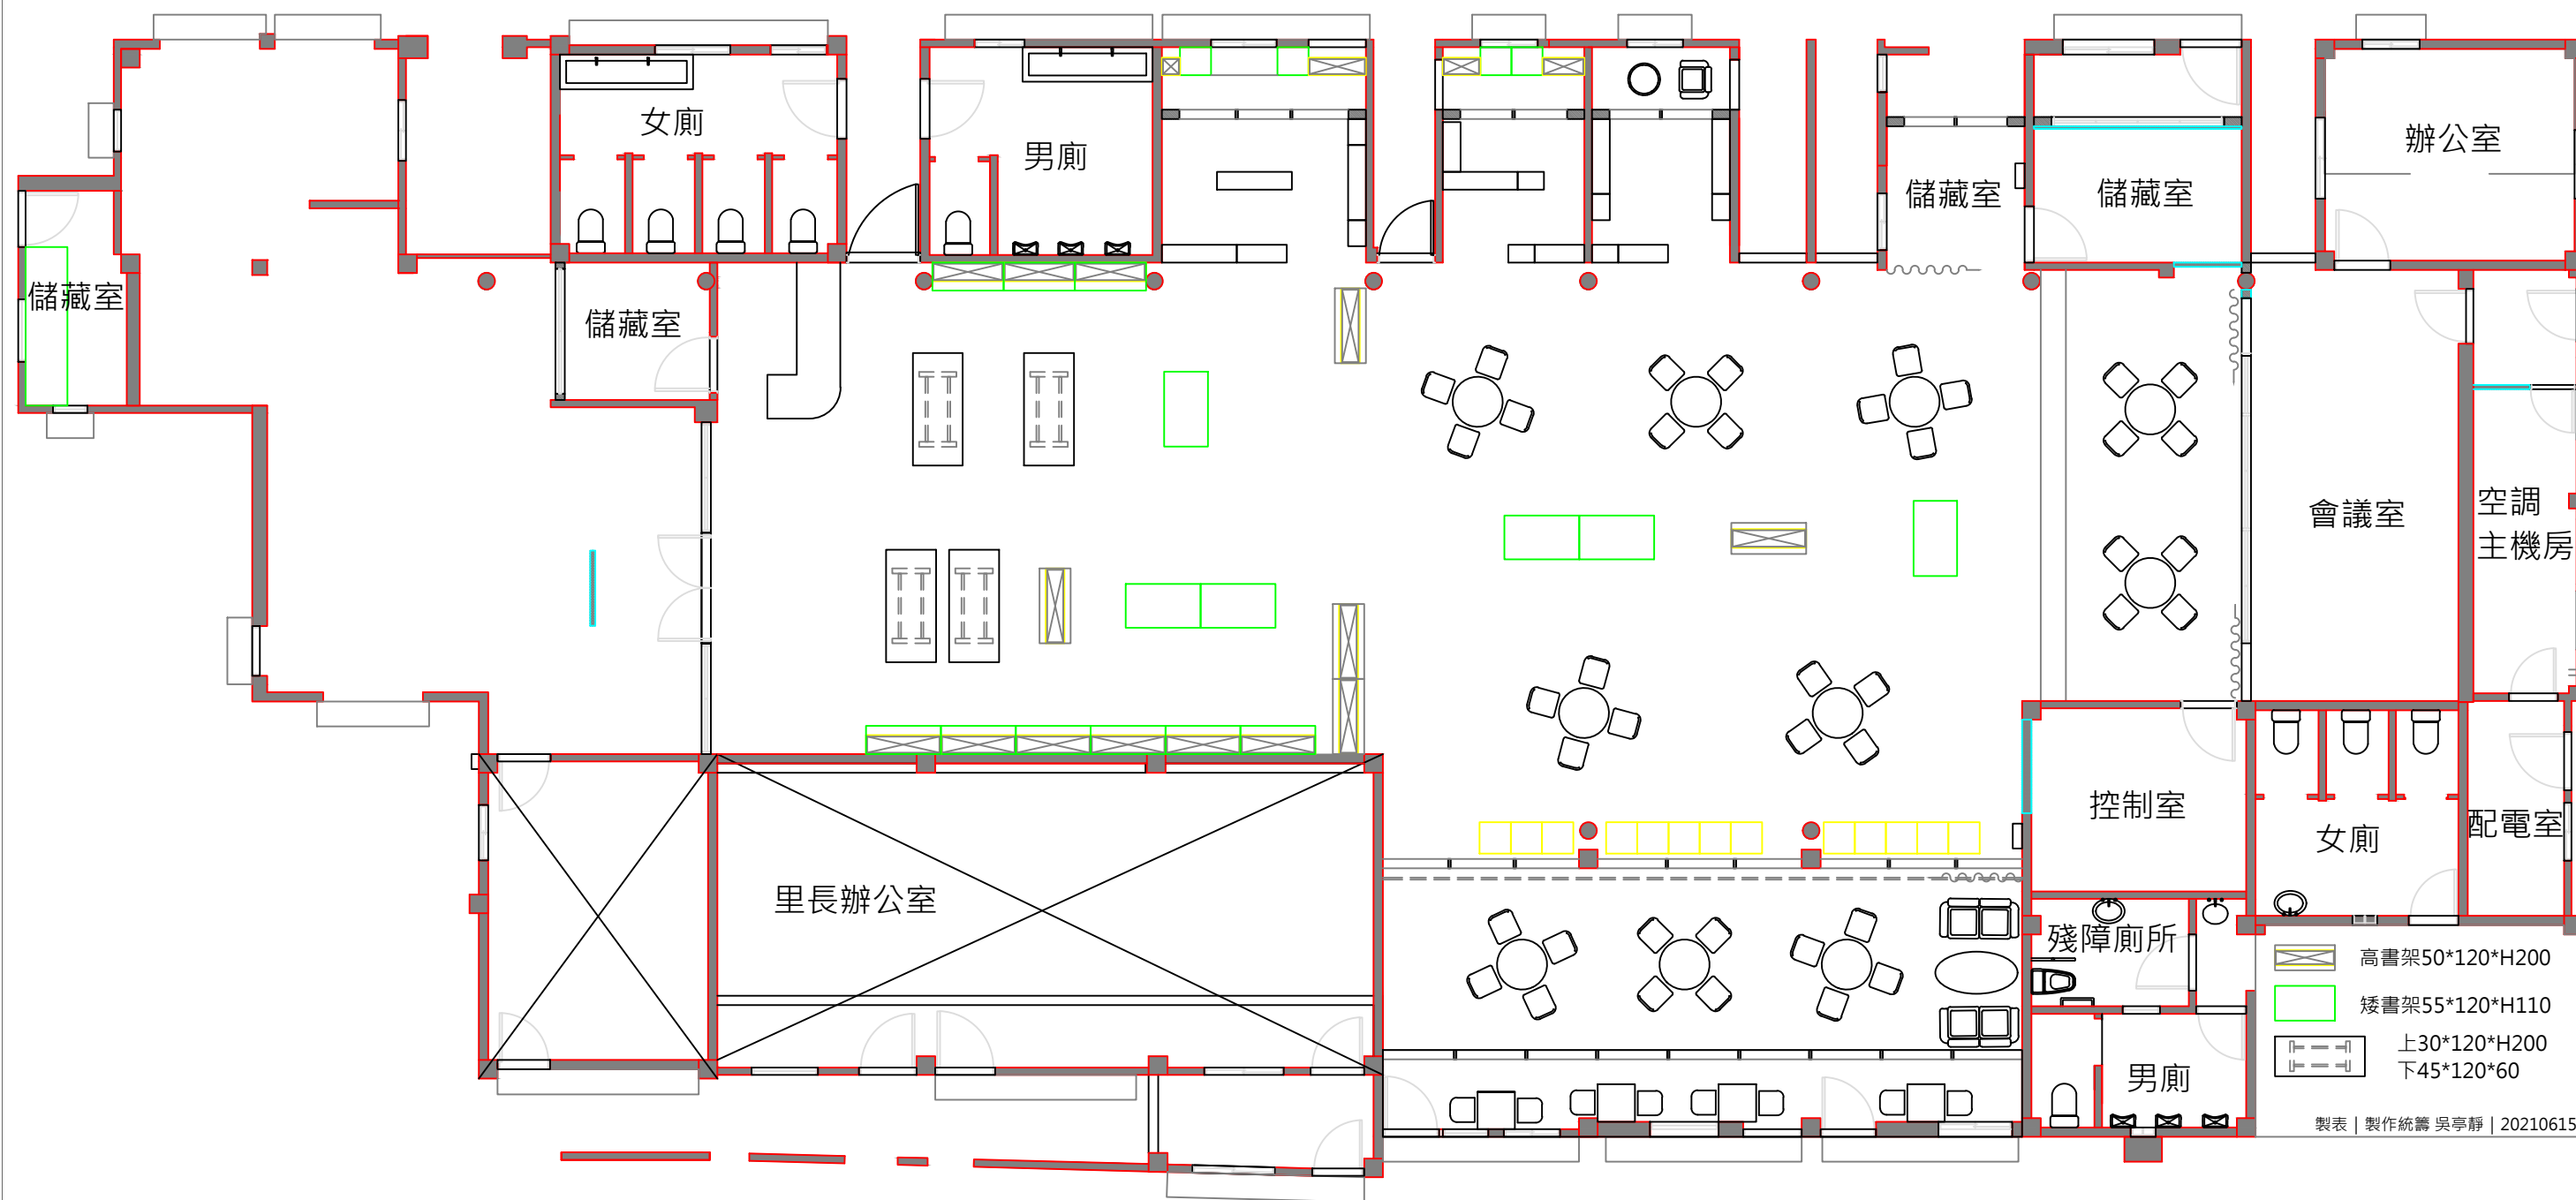 女廁
男廁
辦公室
儲藏室
儲藏室
儲藏室
儲藏室
空調
主機房
會議室
控制室
女廁
配電室
里長辦公室
殘障廁所
高書架50*120*H200
矮書架55*120*H110
上30*120*H200
下45*120*60
男廁
製表 | 製作統籌 吳亭靜 | 20210615